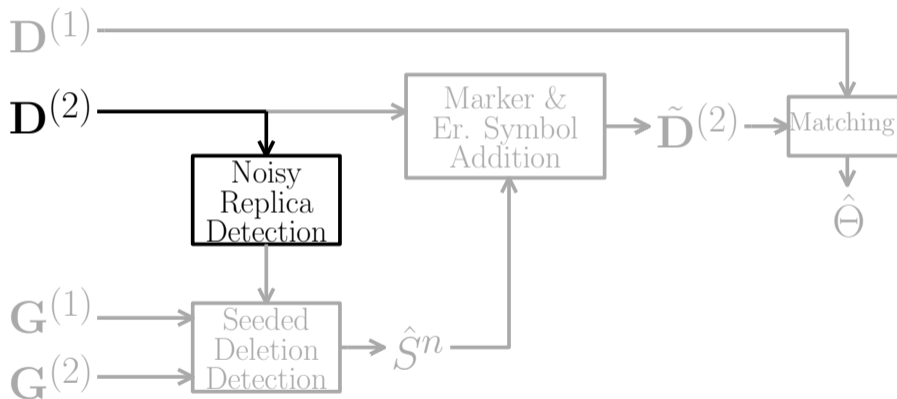 D(1)
D(2)
Marker &
Er. Symbol
Addition
D̃(2)
Matching
Noisy
Replica
Detection
Θ̂
G(1)
G(2)
Seeded
Deletion
Detection
Ŝn